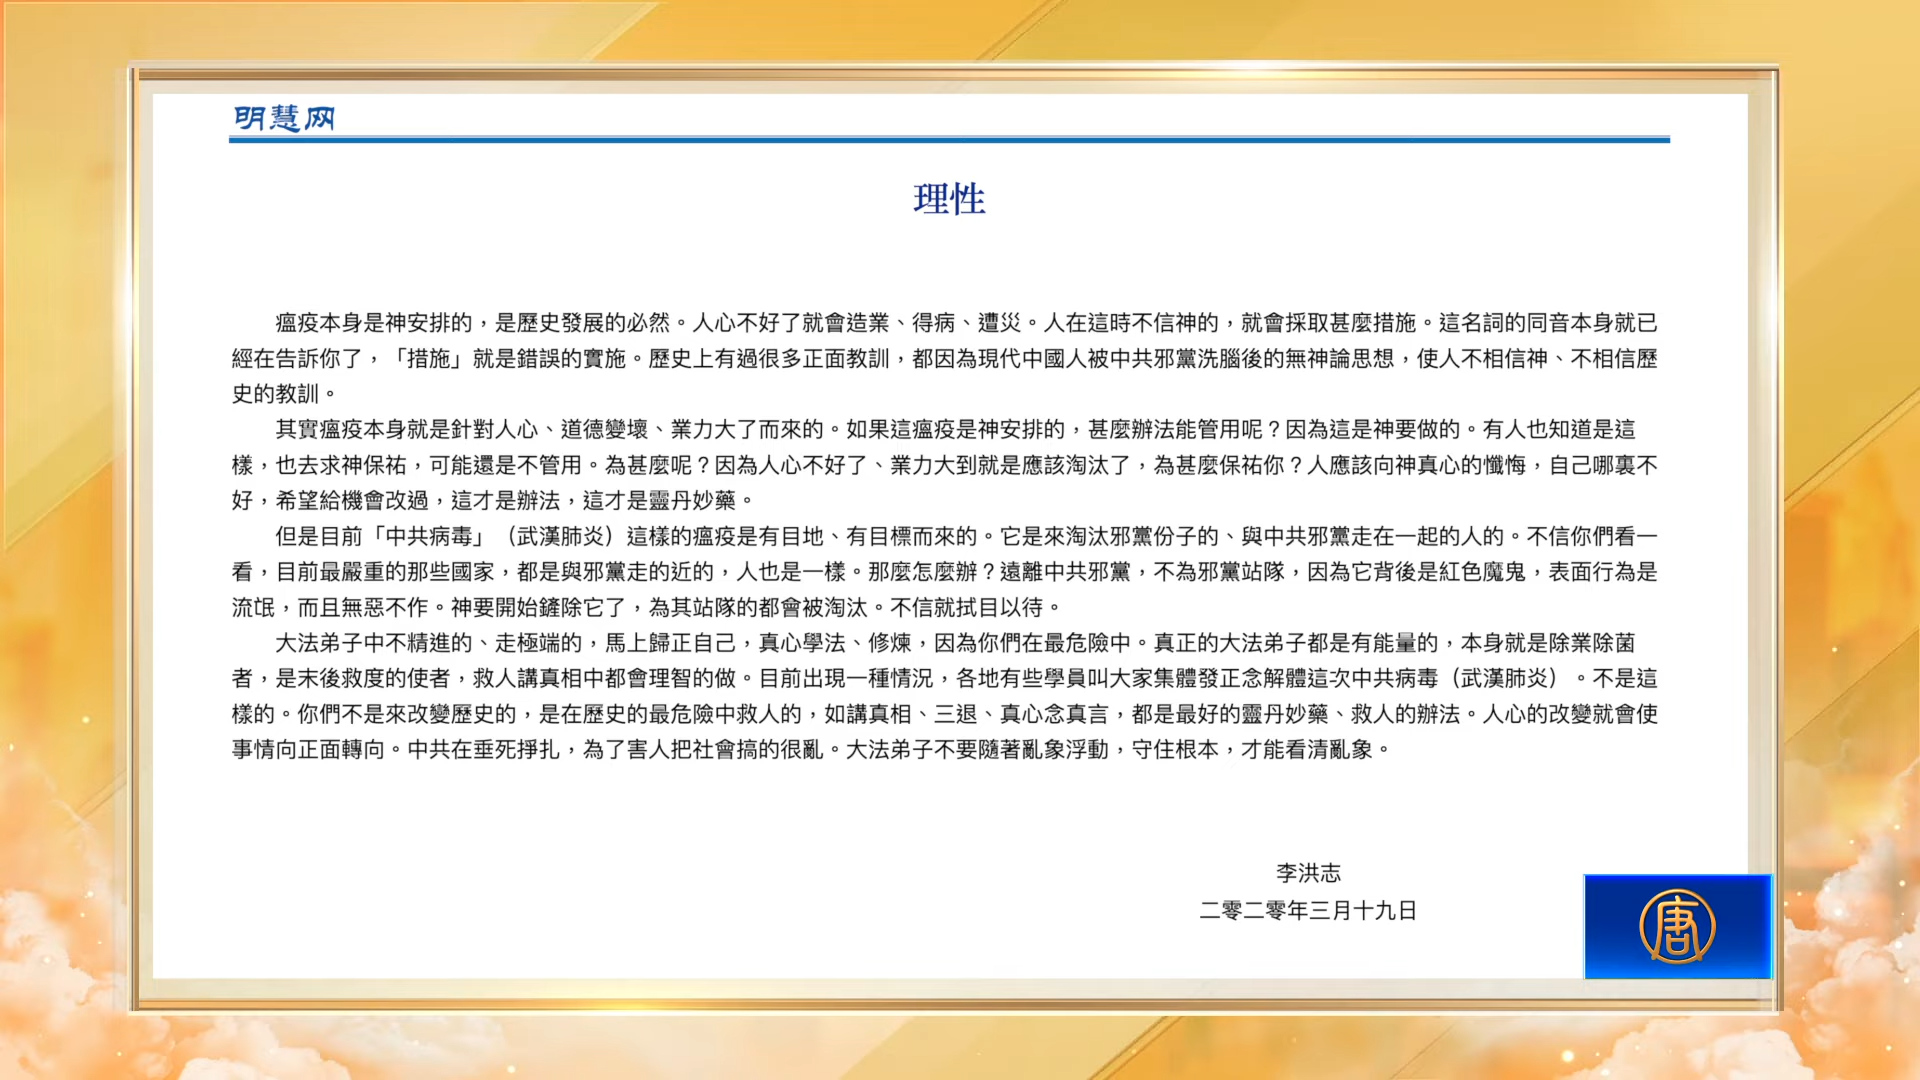 明慧网
理性
瘟疫本身是神安排的，是歷史發展的必然。人心不好了就會造業、得病、遭災。人在這時不信神的，就會採取甚麼措施。這名詞的同音本身就已
經在告訴你了，「措施」就是錯誤的實施。歷史上有過很多正面教訓，都因為現代中國人被中共邪黨洗腦後的無神論思想，使人不相信神、不相信歷
史的教訓。
其實瘟疫本身就是針對人心、道德變壞、業力大了而來的。如果這瘟疫是神安排的，甚麼辦法能管用呢？因為這是神要做的。有人也知道是這
樣，也去求神保祐，可能還是不管用。為甚麼呢？因為人心不好了、業力大到就是應該淘汰了，為甚麼保祐你？人應該向神真心的懺悔，自己哪裏不
好，希望給機會改過，這才是辦法，這才是靈丹妙藥。
但是目前「中共病毒」（武漢肺炎）這樣的瘟疫是有目地、有目標而來的。它是來淘汰邪黨份子的、與中共邪黨走在一起的人的。不信你們看一
看，目前最嚴重的那些國家，都是與邪黨走的近的，人也是一樣。那麼怎麼辦？遠離中共邪黨，不為邪黨站隊，因為它背後是紅色魔鬼，表面行為是
流氓，而且無惡不作。神要開始鏟除它了，為其站隊的都會被淘汰。不信就拭目以待。
大法弟子中不精進的、走極端的，馬上歸正自己，真心學法、修煉，因為你們在最危險中。真正的大法弟子都是有能量的，本身就是除業除菌
者，是末後救度的使者，救人講真相中都會理智的做。目前出現一種情況，各地有些學員叫大家集體發正念解體這次中共病毒（武漢肺炎）。不是這
樣的。你們不是來改變歷史的，是在歷史的最危險中救人的，如講真相、三退、真心念真言，都是最好的靈丹妙藥、救人的辦法。人心的改變就會使
事情向正面轉向。中共在垂死掙扎，為了害人把社會搞的很亂。大法弟子不要隨著亂象浮動，守住根本，才能看清亂象。
李洪志
二零二零年三月十九日
唐